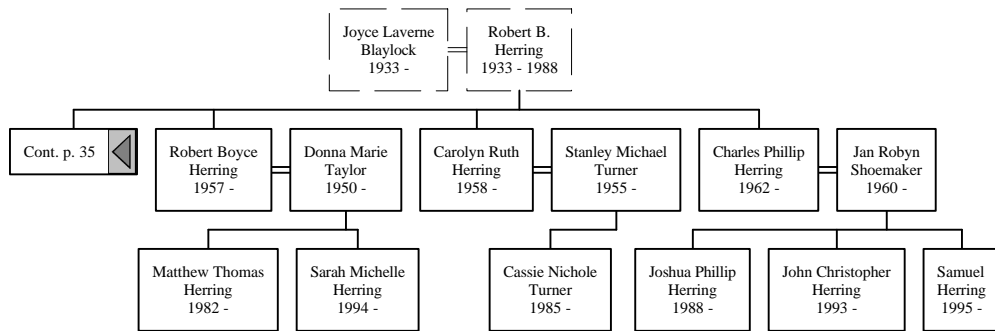 Joyce Laverne
Blaylock
1933 -
Robert B.
Herring
1933 - 1988
Cont. p. 35
Robert Boyce
Herring
1957 -
Donna Marie
Taylor
1950 -
Carolyn Ruth
Herring
1958 -
Stanley Michael
Turner
1955 -
Charles Phillip
Herring
1962 -
Jan Robyn
Shoemaker
1960 -
Matthew Thomas
Herring
1982 -
Sarah Michelle
Herring
1994 -
Cassie Nichole
Turner
1985 -
Joshua Phillip
Herring
1988 -
John Christopher
Herring
1993 -
Samuel
Herring
1995 -